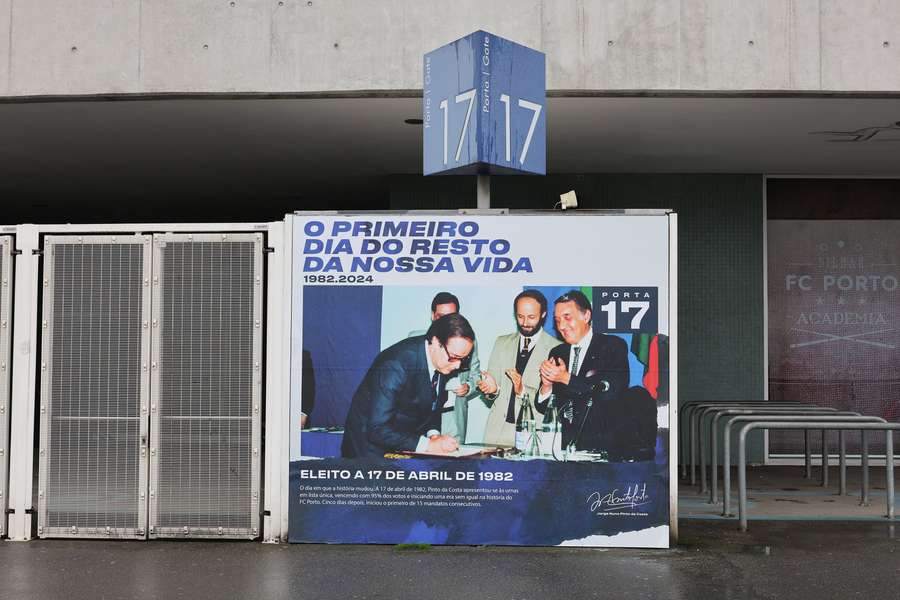 Porta | Gate
17
Porta | Gate
17
O PRIMEIRO
DIA DO RESTO
DA NOSSA VIDA
1982.2024
PORTA
17
ELEITO A 17 DE ABRIL DE 1982
O dia em que a história mudou. A 17 de abril de 1982, Pinto da Costa apresentou-se às urnas
em lista única, vencendo com 95% dos votos e iniciando uma era sem igual na história do
FC Porto. Cinco dias depois, iniciou o primeiro de 15 mandatos consecutivos.
Jorge Nuno Pinto da Costa
FC PORTO
ACADEMIA